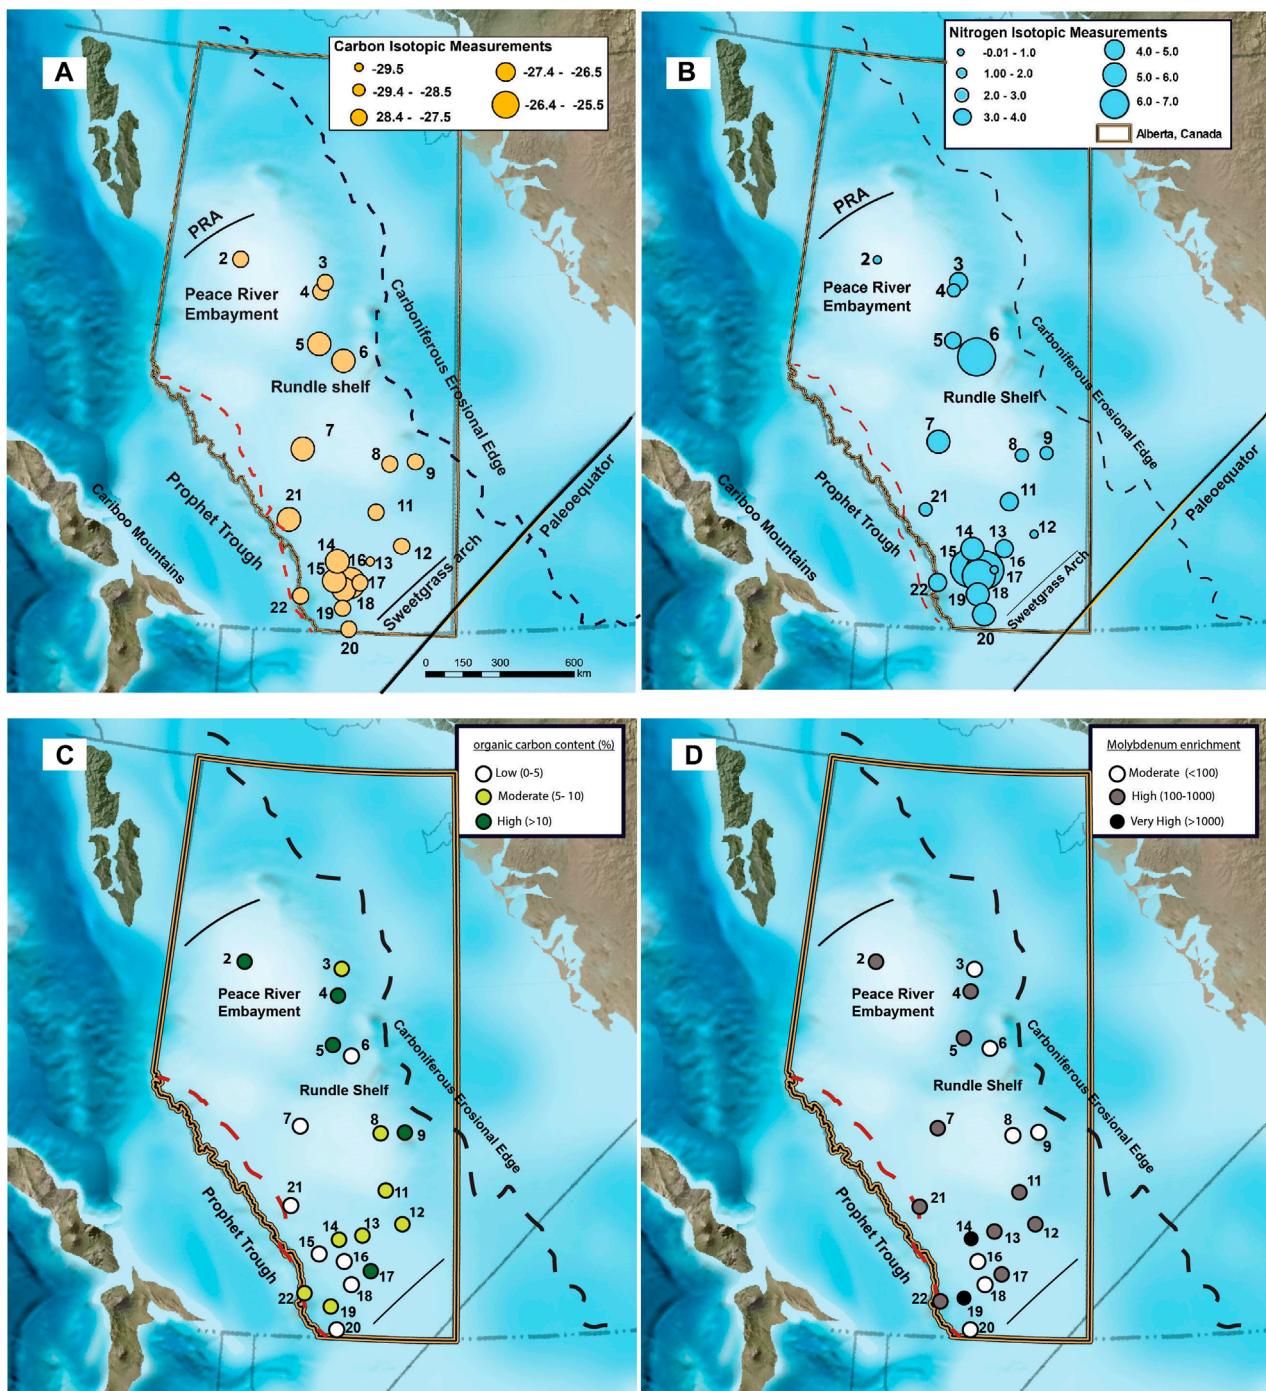 A
Carbon Isotopic Measurements
-29.5
-29.4 - -28.5
28.4 - -27.5
-27.4 - -26.5
-26.4 - -25.5
PRA
2
3
4
Peace River
Embayment
5
6
Rundle shelf
Carboniferous Erosional Edge
7
8
9
Prophet Trough
Cariboo Mountains
21
11
12
14
16
13
15
17
18
22
19
20
Sweetgrass arch
Paleoequator
0 150 300 600
km
B
Nitrogen Isotopic Measurements
-0.01 - 1.0
1.00 - 2.0
2.0 - 3.0
3.0 - 4.0
4.0 - 5.0
5.0 - 6.0
6.0 - 7.0
Alberta, Canada
PRA
2
3
4
Peace River
Embayment
5
6
Rundle Shelf
Carboniferous Erosional Edge
7
8
9
Prophet Trough
Cariboo Mountains
21
11
12
14
13
15
16
17
22
19
18
20
Sweetgrass Arch
Paleoequator
C
organic carbon content (%)
Low (0-5)
Moderate (5- 10)
High (>10)
2
3
4
Peace River
Embayment
5
6
Rundle Shelf
Carboniferous Erosional Edge
7
8
9
Prophet Trough
21
11
12
14
13
15
16
17
22
18
19
20
D
Molybdenum enrichment
Moderate (<100)
High (100-1000)
Very High (>1000)
2
3
4
Peace River
Embayment
5
6
Rundle Shelf
Carboniferous Erosional Edge
7
8
9
Prophet Trough
21
11
12
14
13
16
17
22
18
19
20